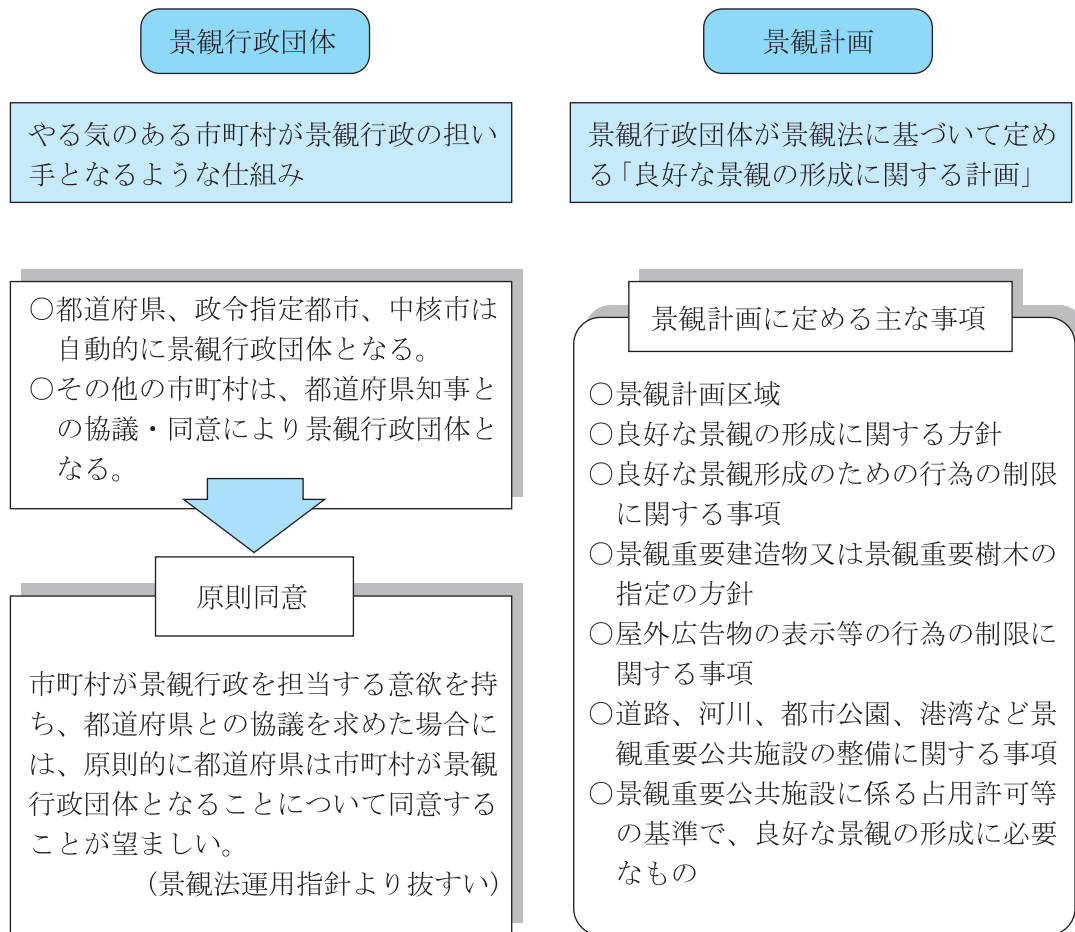 景観行政団体
やる気のある市町村が景観行政の担い
手となるような仕組み
○都道府県、政令指定都市、中核市は
自動的に景観行政団体となる。
○その他の市町村は、都道府県知事と
の協議・同意により景観行政団体と
なる。
原則同意
市町村が景観行政を担当する意欲を持
ち、都道府県との協議を求めた場合に
は、原則的に都道府県は市町村が景観
行政団体となることについて同意する
ことが望ましい。
（景観法運用指針より抜すい）
景観計画
景観行政団体が景観法に基づいて定め
る「良好な景観の形成に関する計画」
景観計画に定める主な事項
○景観計画区域
○良好な景観の形成に関する方針
○良好な景観形成のための行為の制限
に関する事項
○景観重要建造物又は景観重要樹木の
指定の方針
○屋外広告物の表示等の行為の制限に
関する事項
○道路、河川、都市公園、港湾など景
観重要公共施設の整備に関する事項
○景観重要公共施設に係る占用許可等
の基準で、良好な景観の形成に必要
なもの